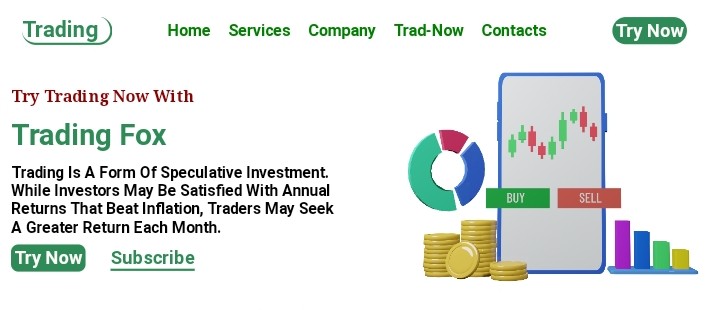 Trading
Home Services Company Trad-Now Contacts
Try Now
Try Trading Now With
Trading Fox
Trading Is A Form Of Speculative Investment.
While Investors May Be Satisfied With Annual
Returns That Beat Inflation, Traders May Seek
A Greater Return Each Month.
Try Now Subscribe
BUY SELL